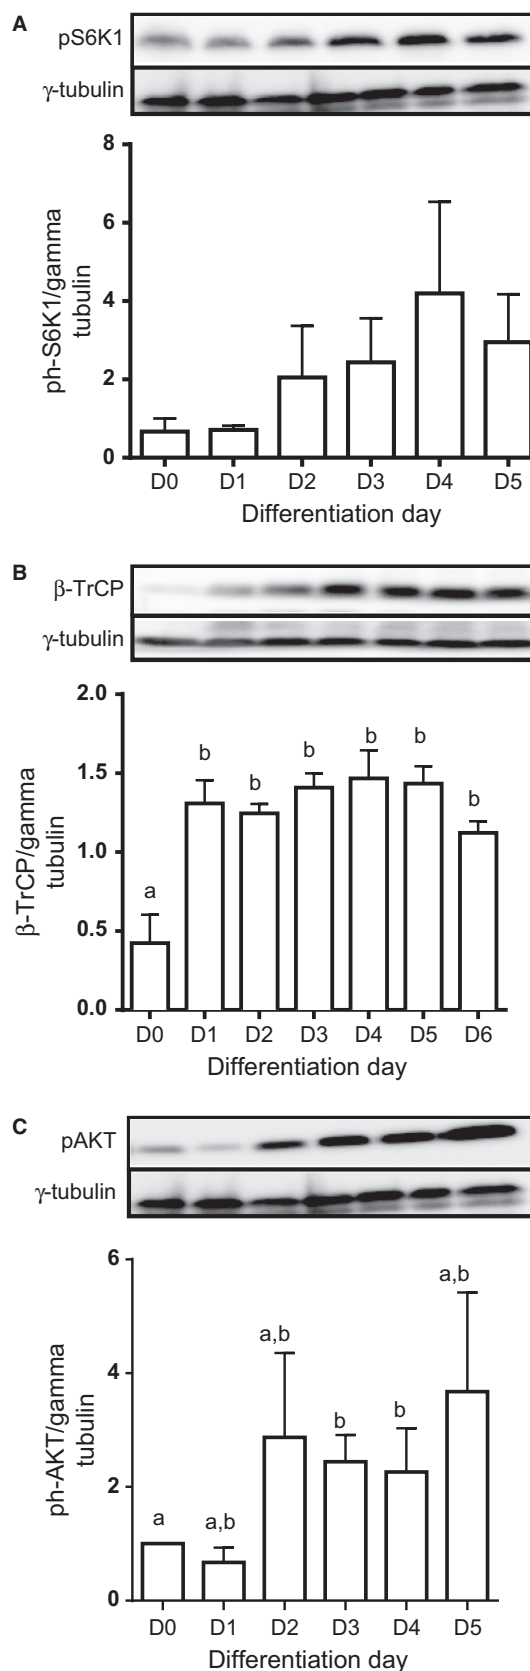 A
pS6K1
γ-tubulin
ph-S6K1/gamma
tubulin
8
6
4
2
0
D0 D1 D2 D3 D4 D5
Differentiation day
B
β-TrCP
γ-tubulin
β-TrCP/gamma
tubulin
2.0
1.5
1.0
0.5
0.0
a b b b b b b
D0 D1 D2 D3 D4 D5 D6
Differentiation day
C
pAKT
γ-tubulin
ph-AKT/gamma
tubulin
6
4
2
0
a a,b a,b b b a,b
D0 D1 D2 D3 D4 D5
Differentiation day